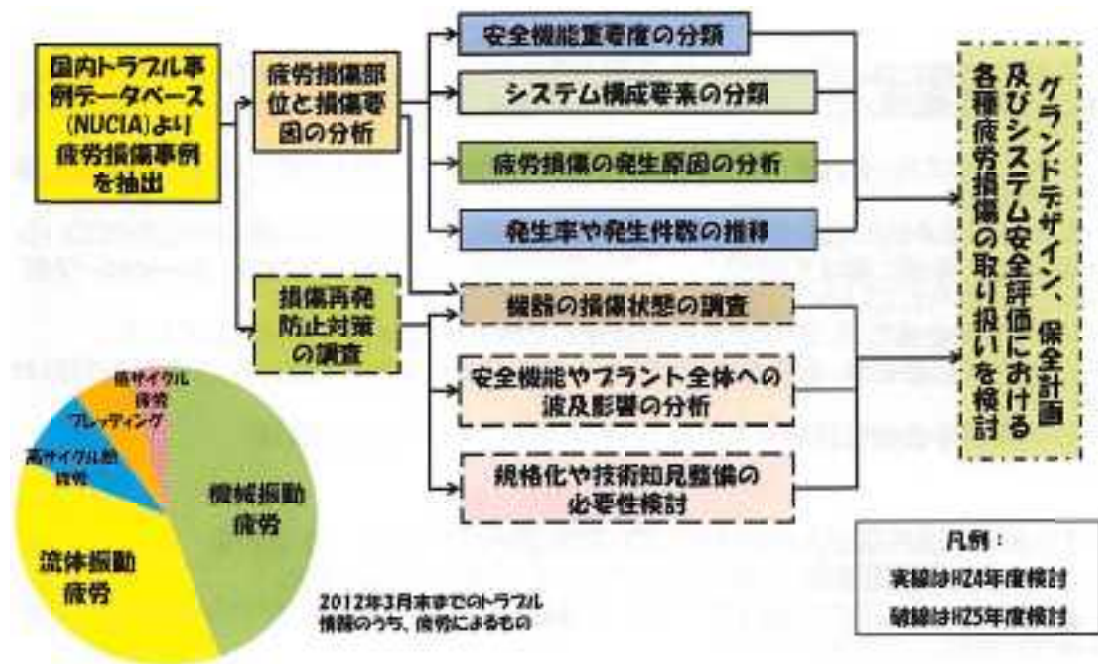 国内トラブル事
例データベース
(NUCIA)より
疲労損傷事例
を抽出
疲労損傷部
位と損傷要
因の分析
損傷再発
防止対策
の調査
安全機能重要度の分類
システム構成要素の分類
疲労損傷の発生原因の分析
発生率や発生件数の推移
機器の損傷状態の調査
安全機能やプラント全体への
波及影響の分析
規格化や技術知見整備の
必要性検討
グランドデザイン、保全計画
及びシステム安全評価における
各種疲労損傷の取り扱いを検討
低サイクル
疲労
フレッティング
高サイクル熱
疲労
機械振動
疲労
流体振動
疲労
2012年3月末までのトラブル
情報のうち、疲労によるもの
凡例：
実線はH24年度検討
破線はH25年度検討